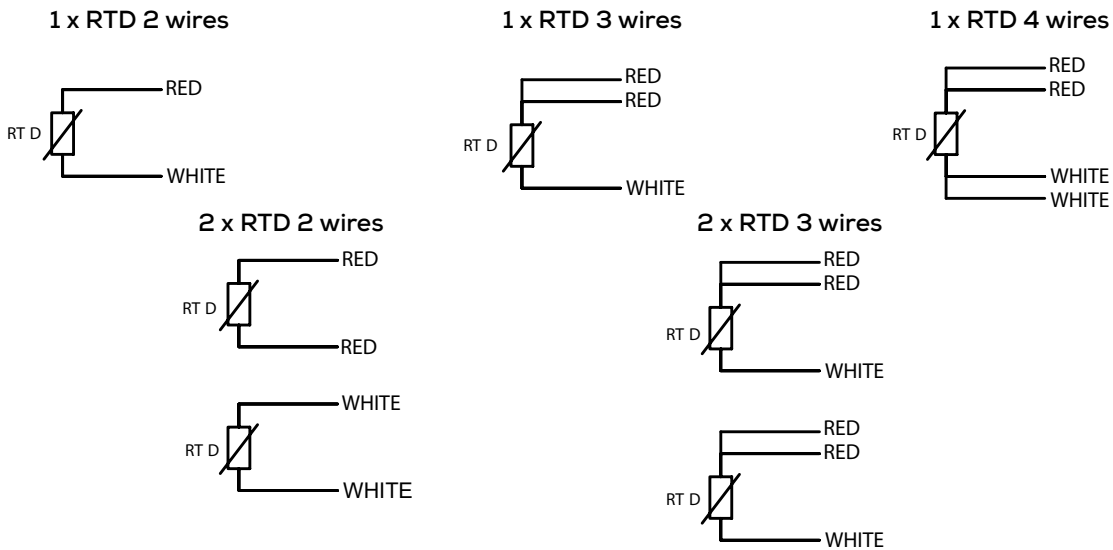 1 x RTD 2 wires
RED
RT D
WHITE
1 x RTD 3 wires
RED
RED
RT D
WHITE
1 x RTD 4 wires
RED
RED
RT D
WHITE
WHITE
2 x RTD 2 wires
RED
RT D
RED
WHITE
RT D
WHITE
2 x RTD 3 wires
RED
RED
RT D
WHITE
RED
RED
RT D
WHITE